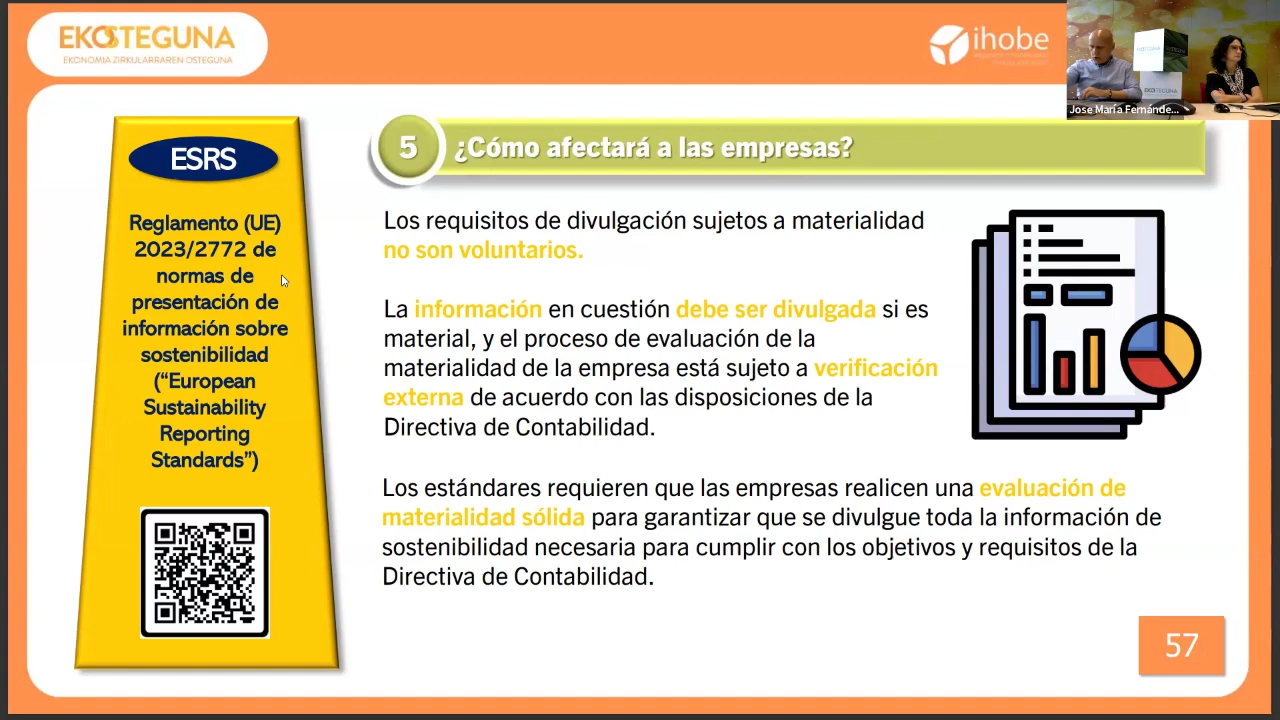 EKOSTEGUNA
EKONOMIA ZIRKULARRAREN OSTEGUNA
ihobe
EKOSTEGUNA
Jose María Fernánde...
ESRS
Reglamento (UE)
2023/2772 de
normas de
presentación de
información sobre
sostenibilidad
(“European
Sustainability
Reporting
Standards”)
5
¿Cómo afectará a las empresas?
Los requisitos de divulgación sujetos a materialidad
no son voluntarios.
La información en cuestión debe ser divulgada si es
material, y el proceso de evaluación de la
materialidad de la empresa está sujeto a verificación
externa de acuerdo con las disposiciones de la
Directiva de Contabilidad.
Los estándares requieren que las empresas realicen una evaluación de
materialidad sólida para garantizar que se divulgue toda la información de
sostenibilidad necesaria para cumplir con los objetivos y requisitos de la
Directiva de Contabilidad.
57